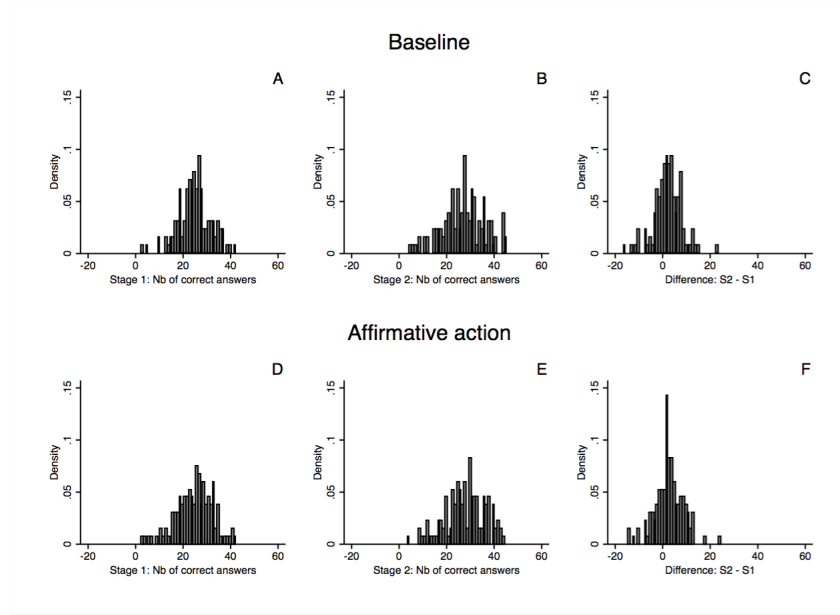 Baseline
A
B
C
Density
0 .05 .1 .15
-20 0 20 40 60
Stage 1: Nb of correct answers
Density
0 .05 .1 .15
-20 0 20 40 60
Stage 2: Nb of correct answers
Density
0 .05 .1 .15
-20 0 20 40 60
Difference: S2 - S1
Affirmative action
D
E
F
Density
0 .05 .1 .15
-20 0 20 40 60
Stage 1: Nb of correct answers
Density
0 .05 .1 .15
-20 0 20 40 60
Stage 2: Nb of correct answers
Density
0 .05 .1 .15
-20 0 20 40 60
Difference: S2 - S1